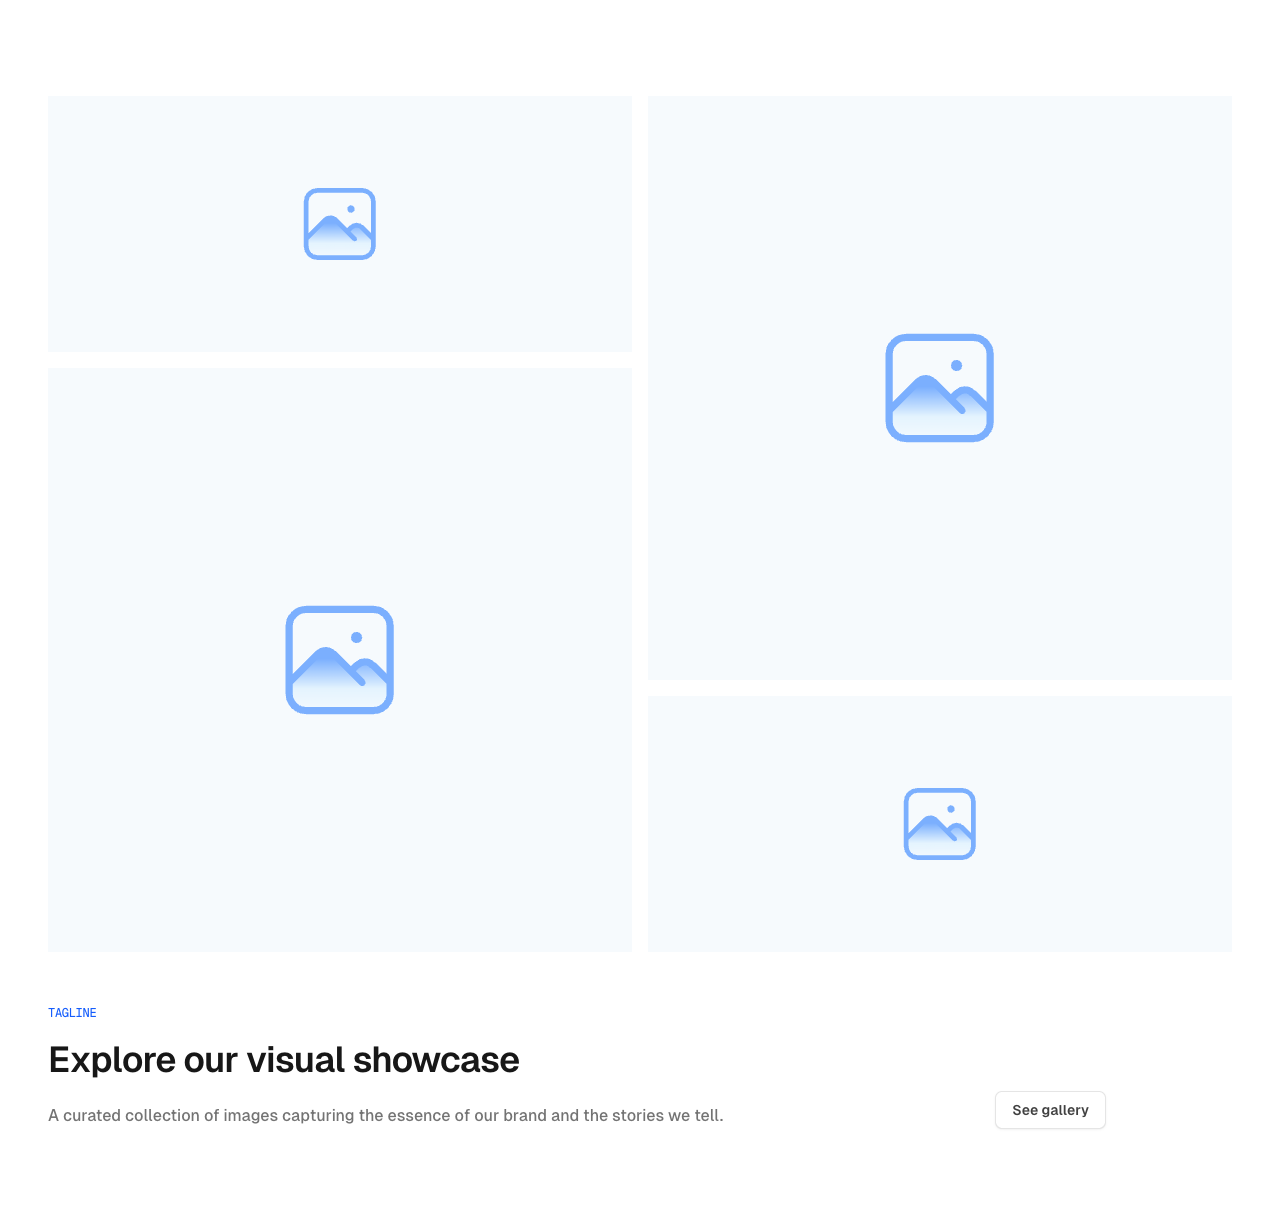 TAGLINE
Explore our visual showcase
A curated collection of images capturing the essence of our brand and the stories we tell.
See gallery